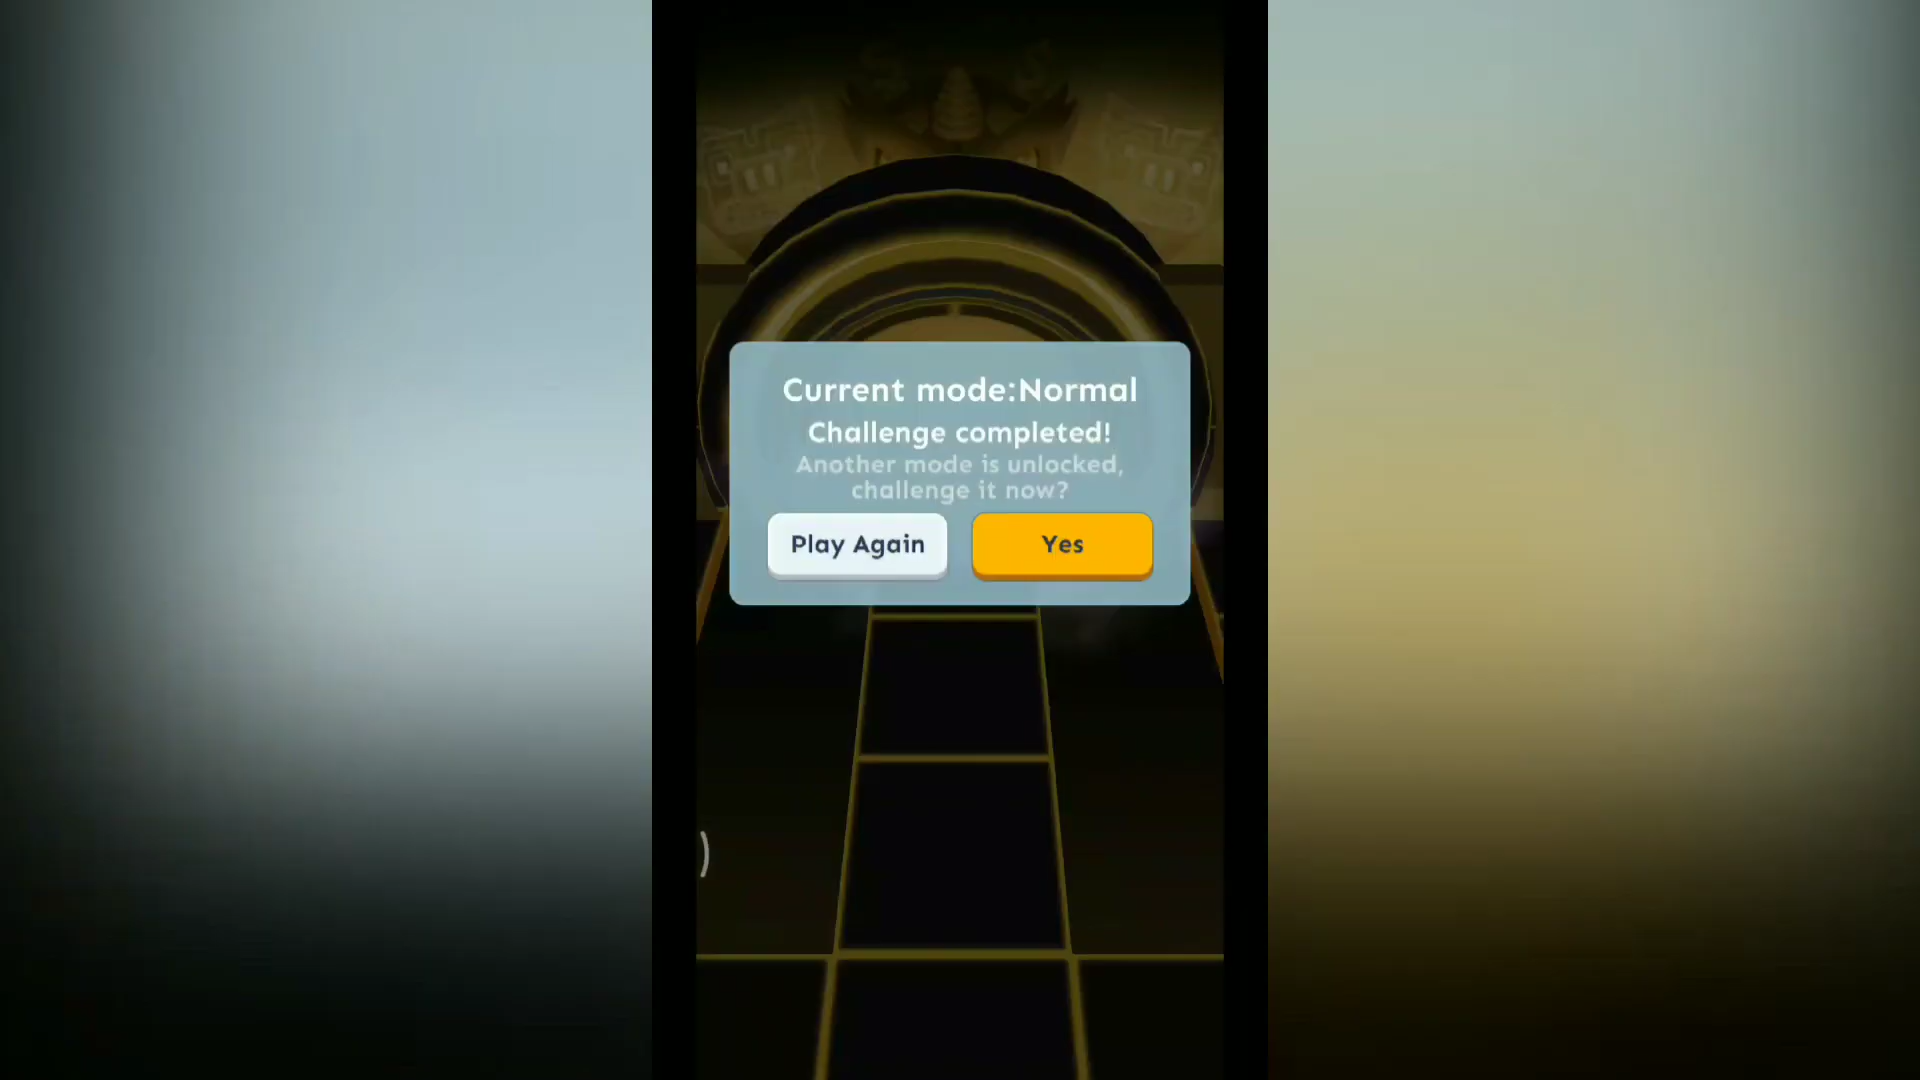 Current mode:Normal
Challenge completed!
Another mode is unlocked,
challenge it now?
Play Again
Yes